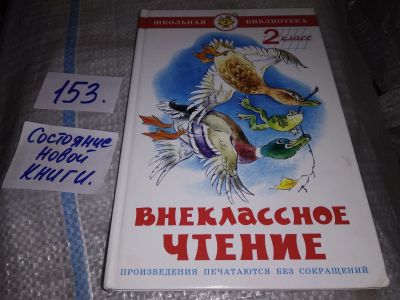 ШКОЛЬНАЯ БИБЛИОТЕКА
2 класс
153.
Состояние
Новой
Книги.
ВНЕКЛАССНОЕ
ЧТЕНИЕ
ПРОИЗВЕДЕНИЯ ПЕЧАТАЮТСЯ БЕЗ СОКРАЩЕНИЙ